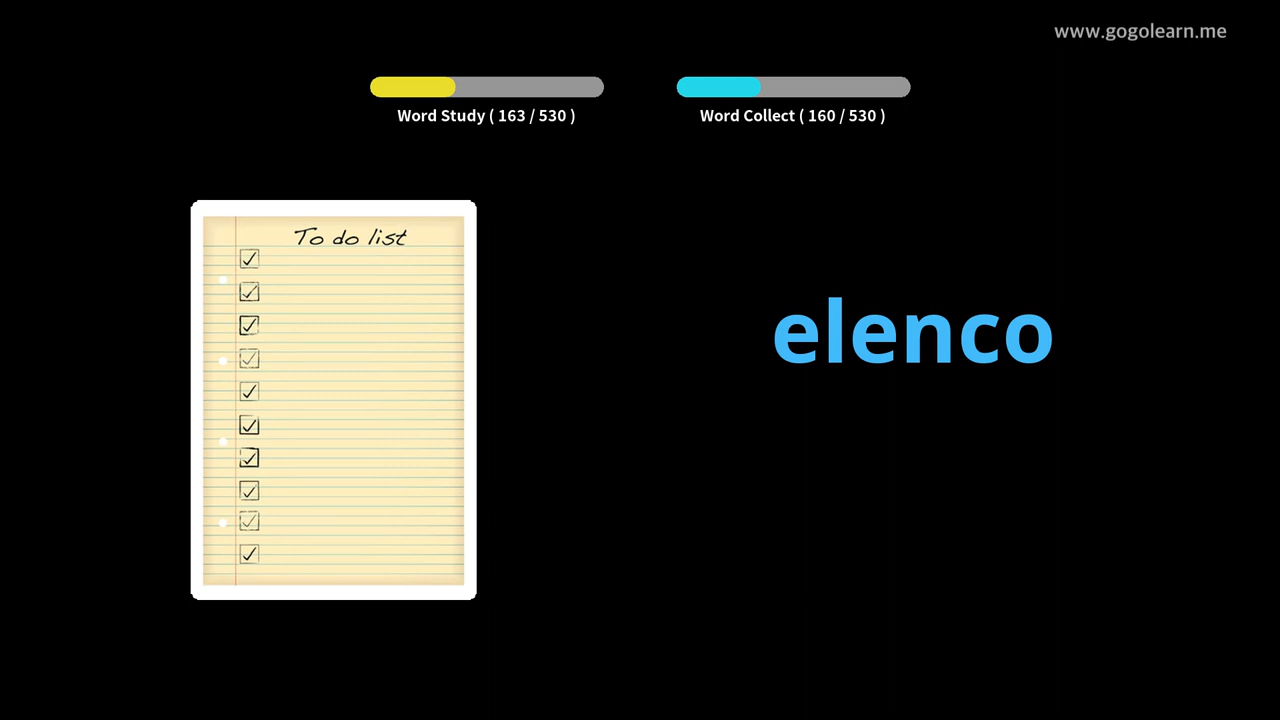 www.gogolearn.me
Word Study ( 163 / 530 )
Word Collect ( 160 / 530 )
To do list
elenco